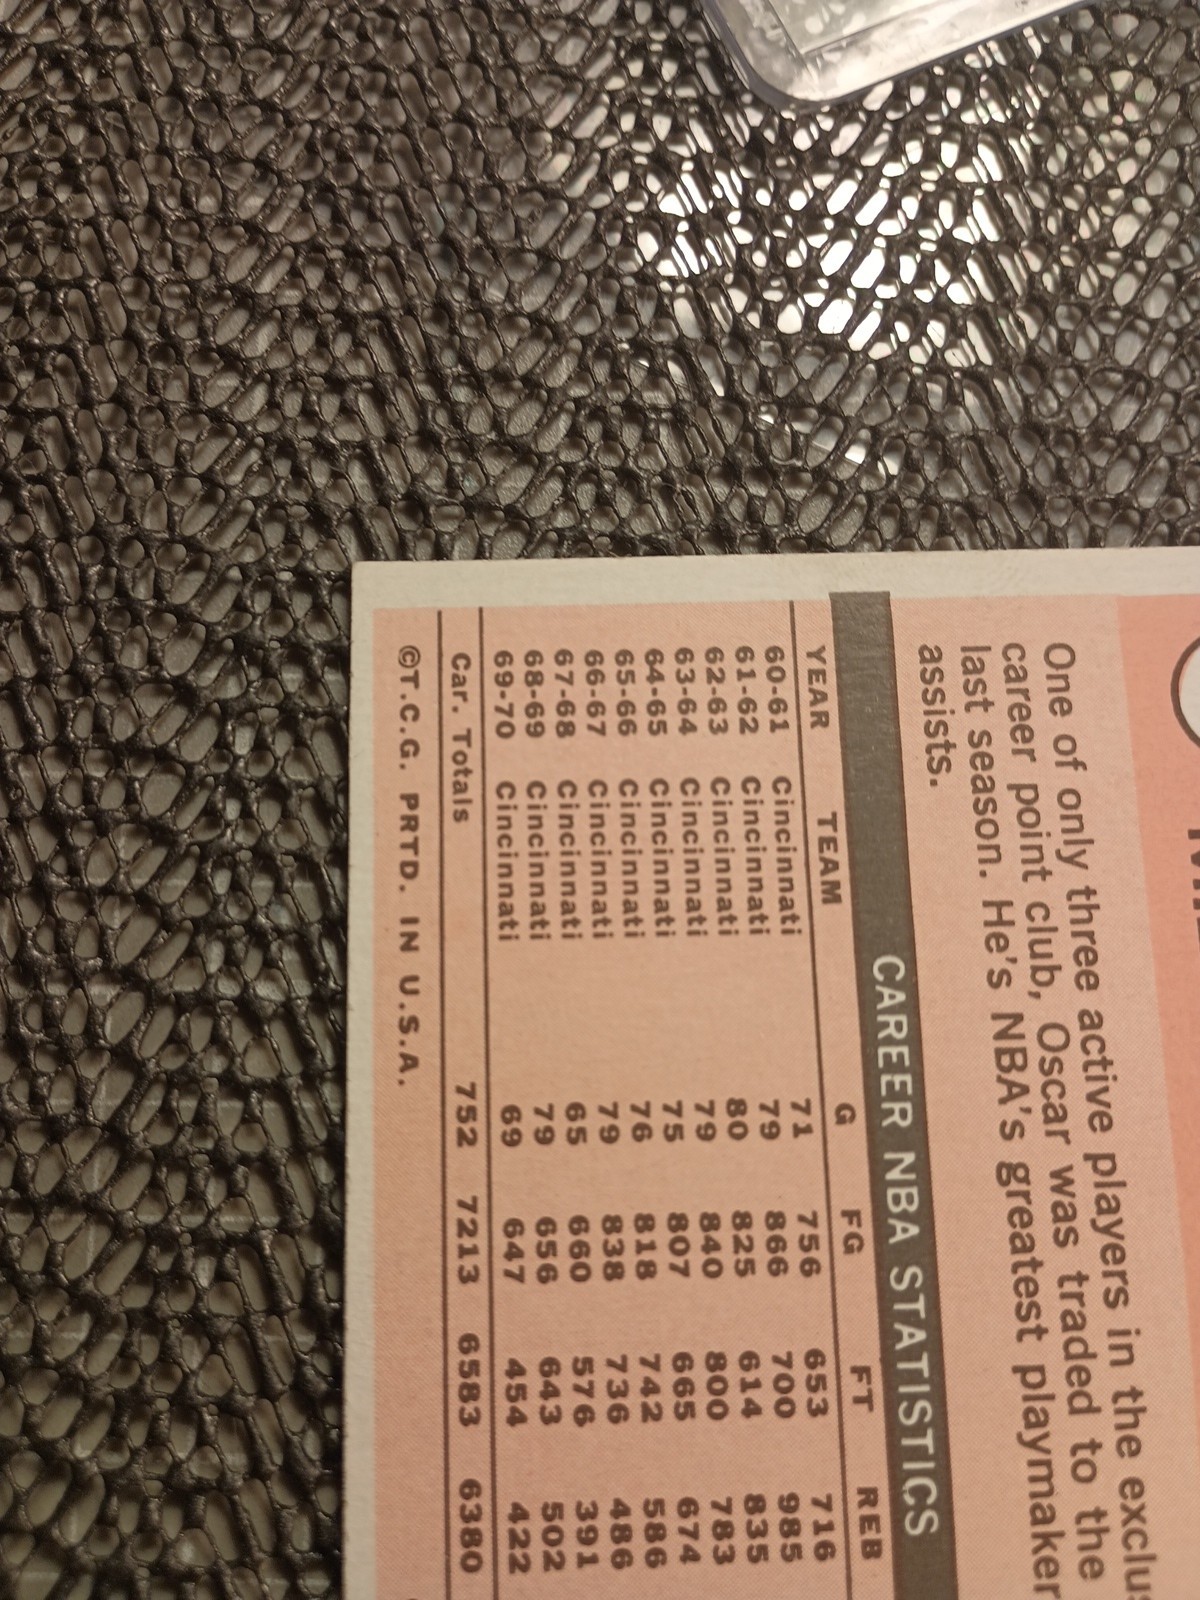 One of only three active players in the
career point club, Oscar was traded to the
last season. He's NBA's greatest playmaker
assists.
CAREER NBA STATISTICS
YEAR TEAM G FG FT REB
60-61 Cincinnati 71 756 653 716
61-62 Cincinnati 79 866 700 985
62-63 Cincinnati 80 825 614 835
63-64 Cincinnati 79 840 800 783
64-65 Cincinnati 75 807 665 674
65-66 Cincinnati 76 818 742 586
66-67 Cincinnati 79 838 736 486
67-68 Cincinnati 65 660 576 391
68-69 Cincinnati 79 656 643 502
69-70 Cincinnati 69 647 454 422
Car. Totals 752 7213 6583 6380
©T.C.G. PRTD. IN U.S.A.